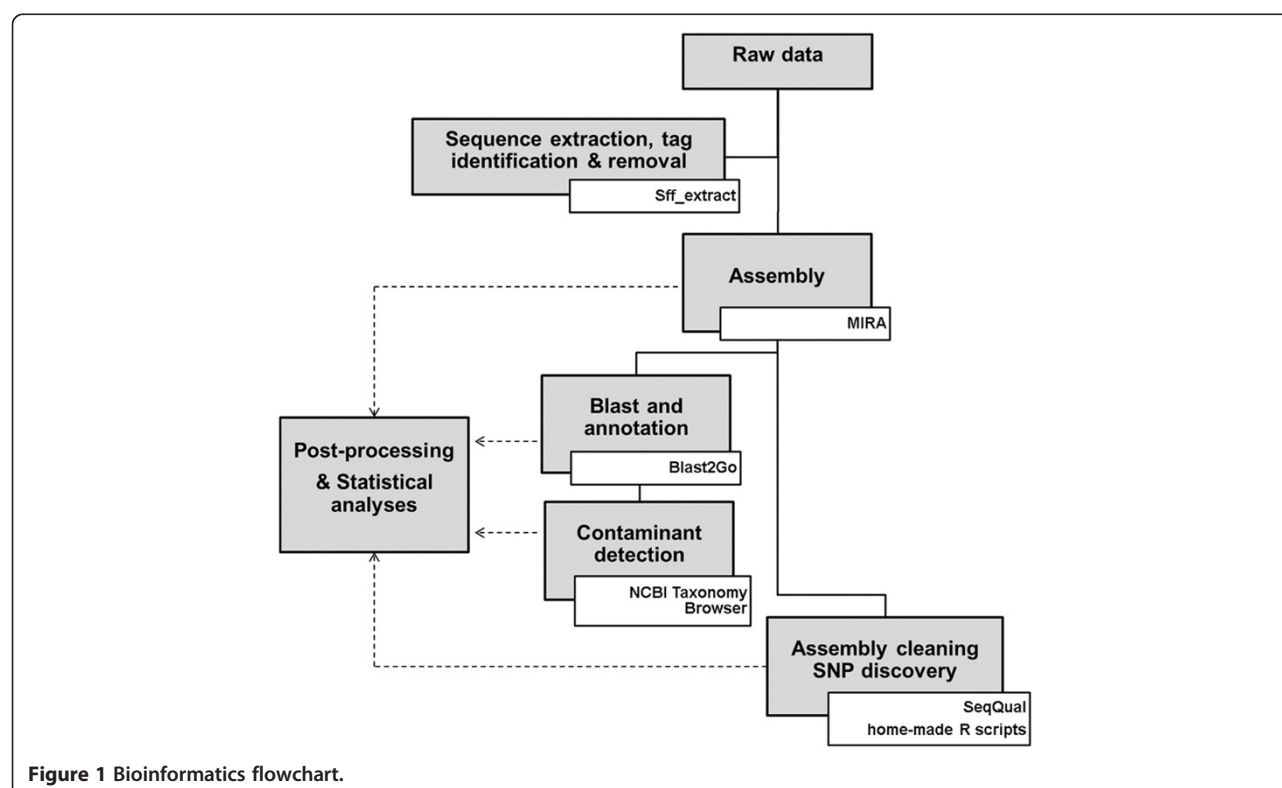 Raw data
Sequence extraction, tag
identification & removal
Sff_extract
Assembly
MIRA
Blast and
annotation
Blast2Go
Post-processing
& Statistical
analyses
Contaminant
detection
NCBI Taxonomy
Browser
Assembly cleaning
SNP discovery
SeqQual
home-made R scripts
Figure 1 Bioinformatics flowchart.